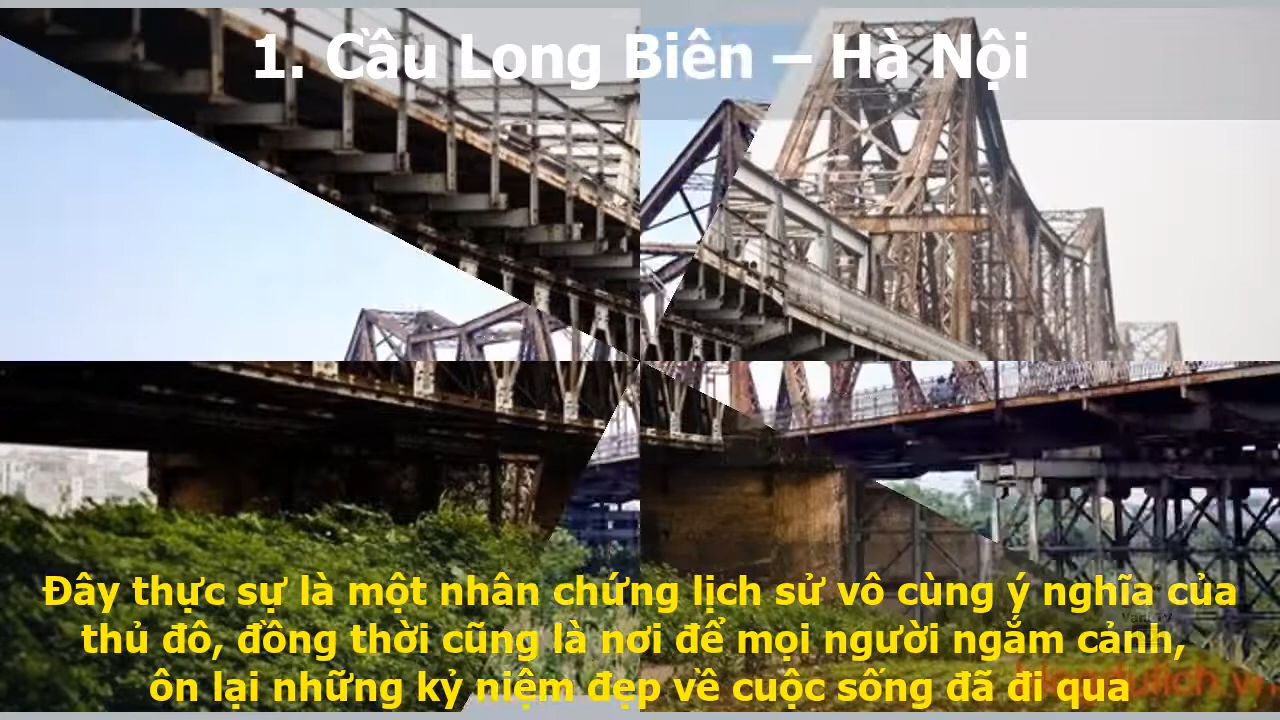 1. Cầu Long Biên – Hà Nội
Đây thực sự là một nhân chứng lịch sử vô cùng ý nghĩa của
thủ đô, đồng thời cũng là nơi để mọi người ngắm cảnh,
ôn lại những kỷ niệm đẹp về cuộc sống đã đi qua